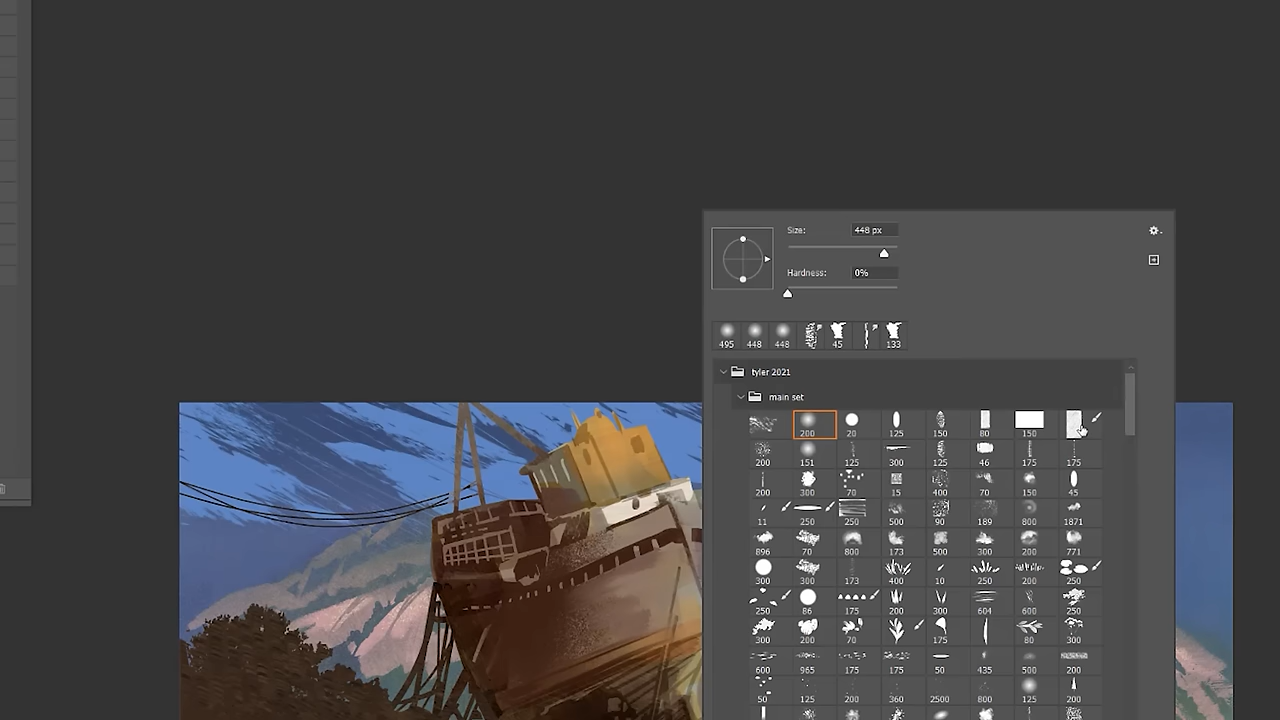 Size: 448 px
Hardness: 0%
495 448 448 45 133
tyler 2021
main set
200 20 125 150 80 150
200 151 125 300 125 46 175 175
200 300 70 15 400 70 150 45
11 250 250 500 90 189 800 1871
896 70 800 173 500 300 200 771
300 300 173 400 10 250 200 250
250 86 175 200 300 604 600 250
300 200 70 175 80 300
600 965 175 175 50 435 500 200
50 125 200 360 2500 800 125 200